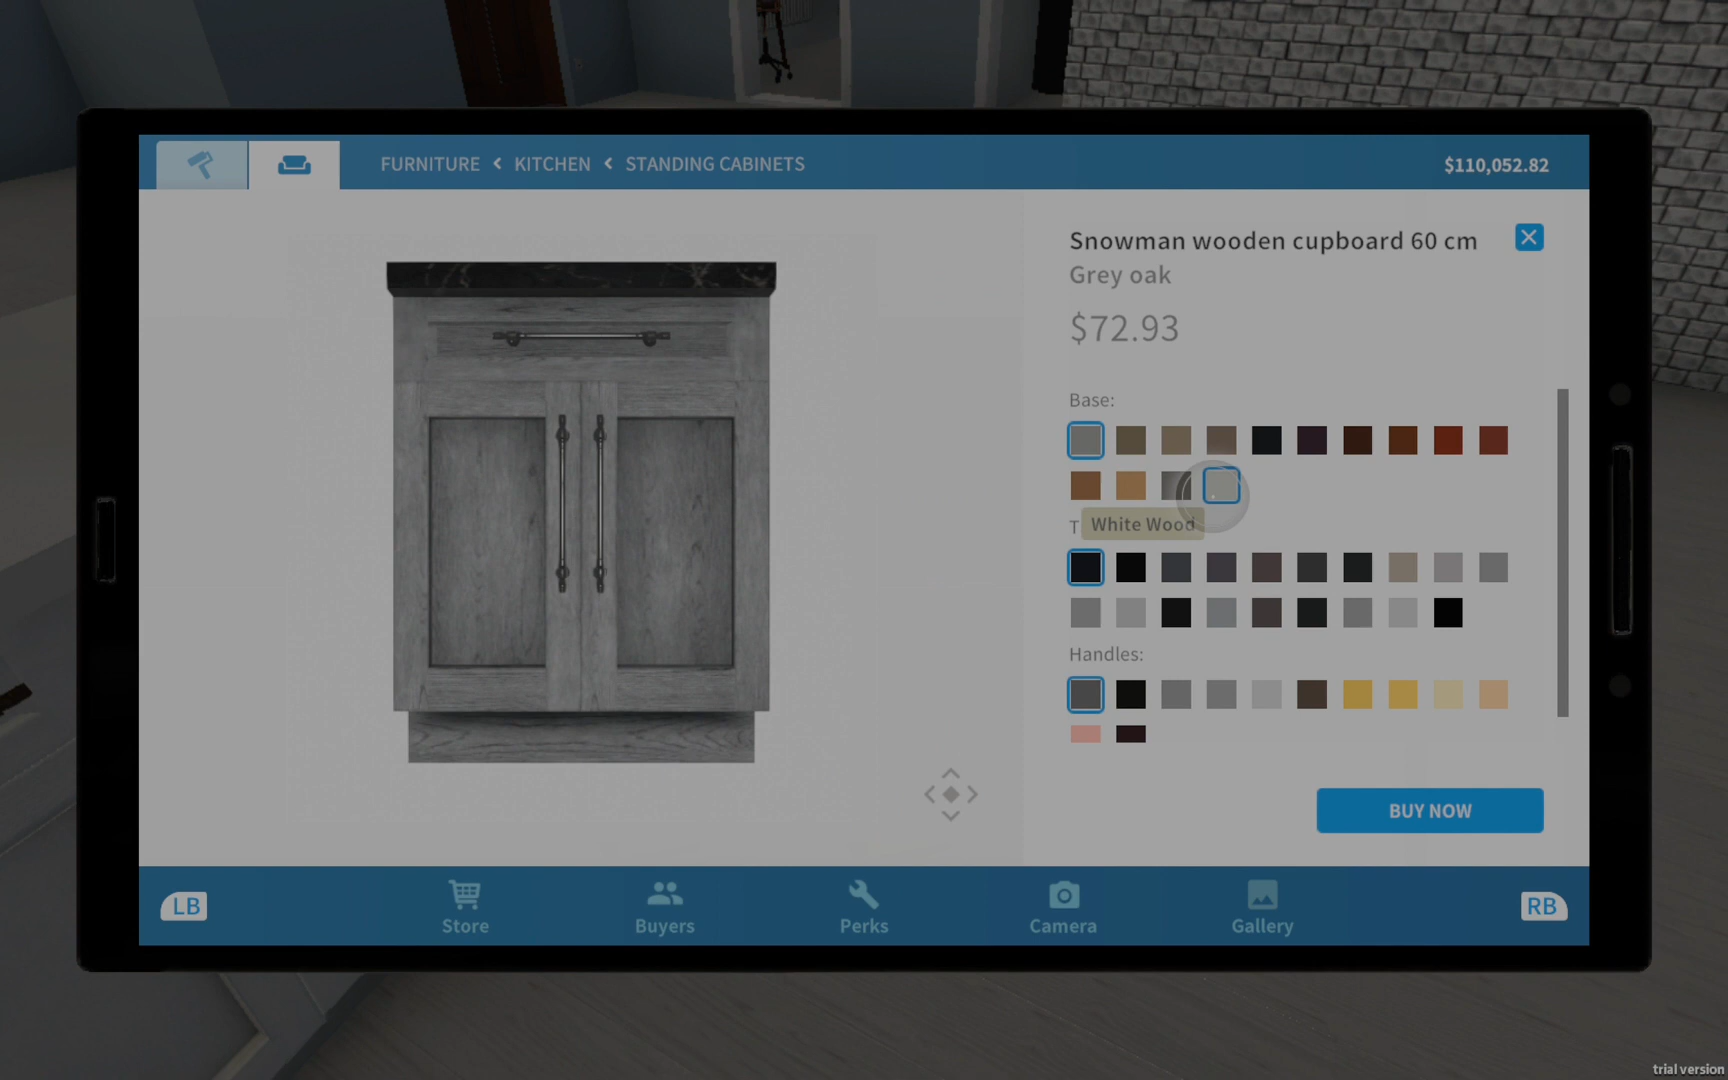 FURNITURE < KITCHEN < STANDING CABINETS
$110,052.82
Snowman wooden cupboard 60 cm
Grey oak
$72.93
Base:
White Wood
T
Handles:
BUY NOW
LB
Store
Buyers
Perks
Camera
Gallery
RB
trial version